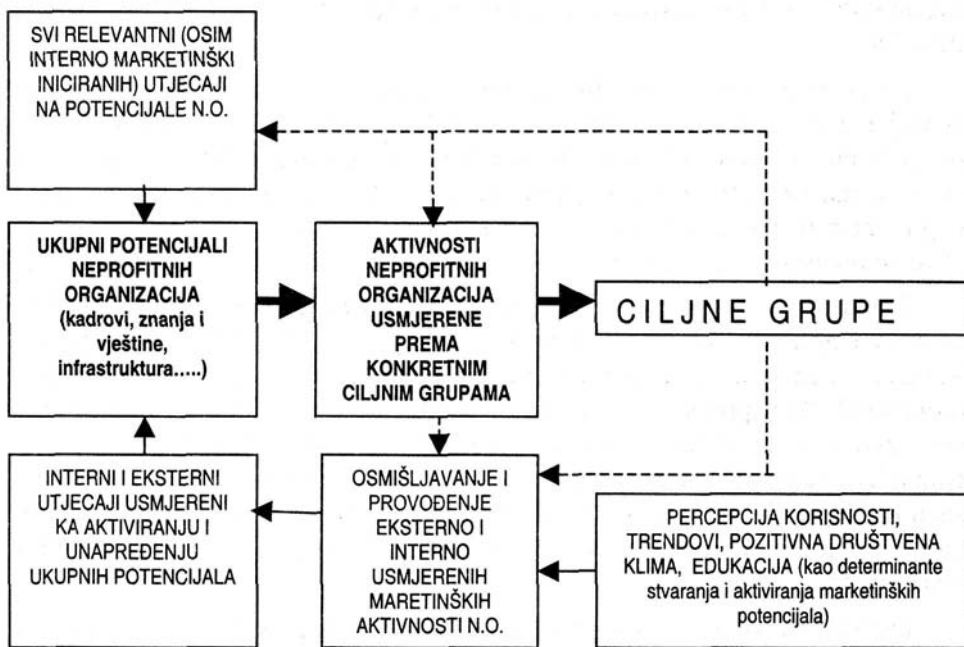 SVI RELEVANTNI (OSIM
INTERNO MARKETINŠKI
INICIRANIH) UTJECAJI
NA POTENCIJALE N.O.
UKUPNI POTENCIJALI
NEPROFITNIH
ORGANIZACIJA
(kadrovi, znanja i
vještine,
infrastruktura.....)
AKTIVNOSTI
NEPROFITNIH
ORGANIZACIJA
USMJERENE
PREMA
KONKRETNIM
CILJNIM GRUPAMA
CILJNE GRUPE
INTERNI I EKSTERNI
UTJECAJI USMJERENI
KA AKTIVIRANJU I
UNAPREĐENJU
UKUPNIH POTENCIJALA
OSMIŠLJAVANJE I
PROVOĐENJE
EKSTERNO I
INTERNO
USMJERENIH
MARETINŠKIH
AKTIVNOSTI N.O.
PERCEPCIJA KORISNOSTI,
TRENDOVI, POZITIVNA DRUŠTVENA
KLIMA, EDUKACIJA (kao determinante
stvaranja i aktiviranja marketinških
potencijala)